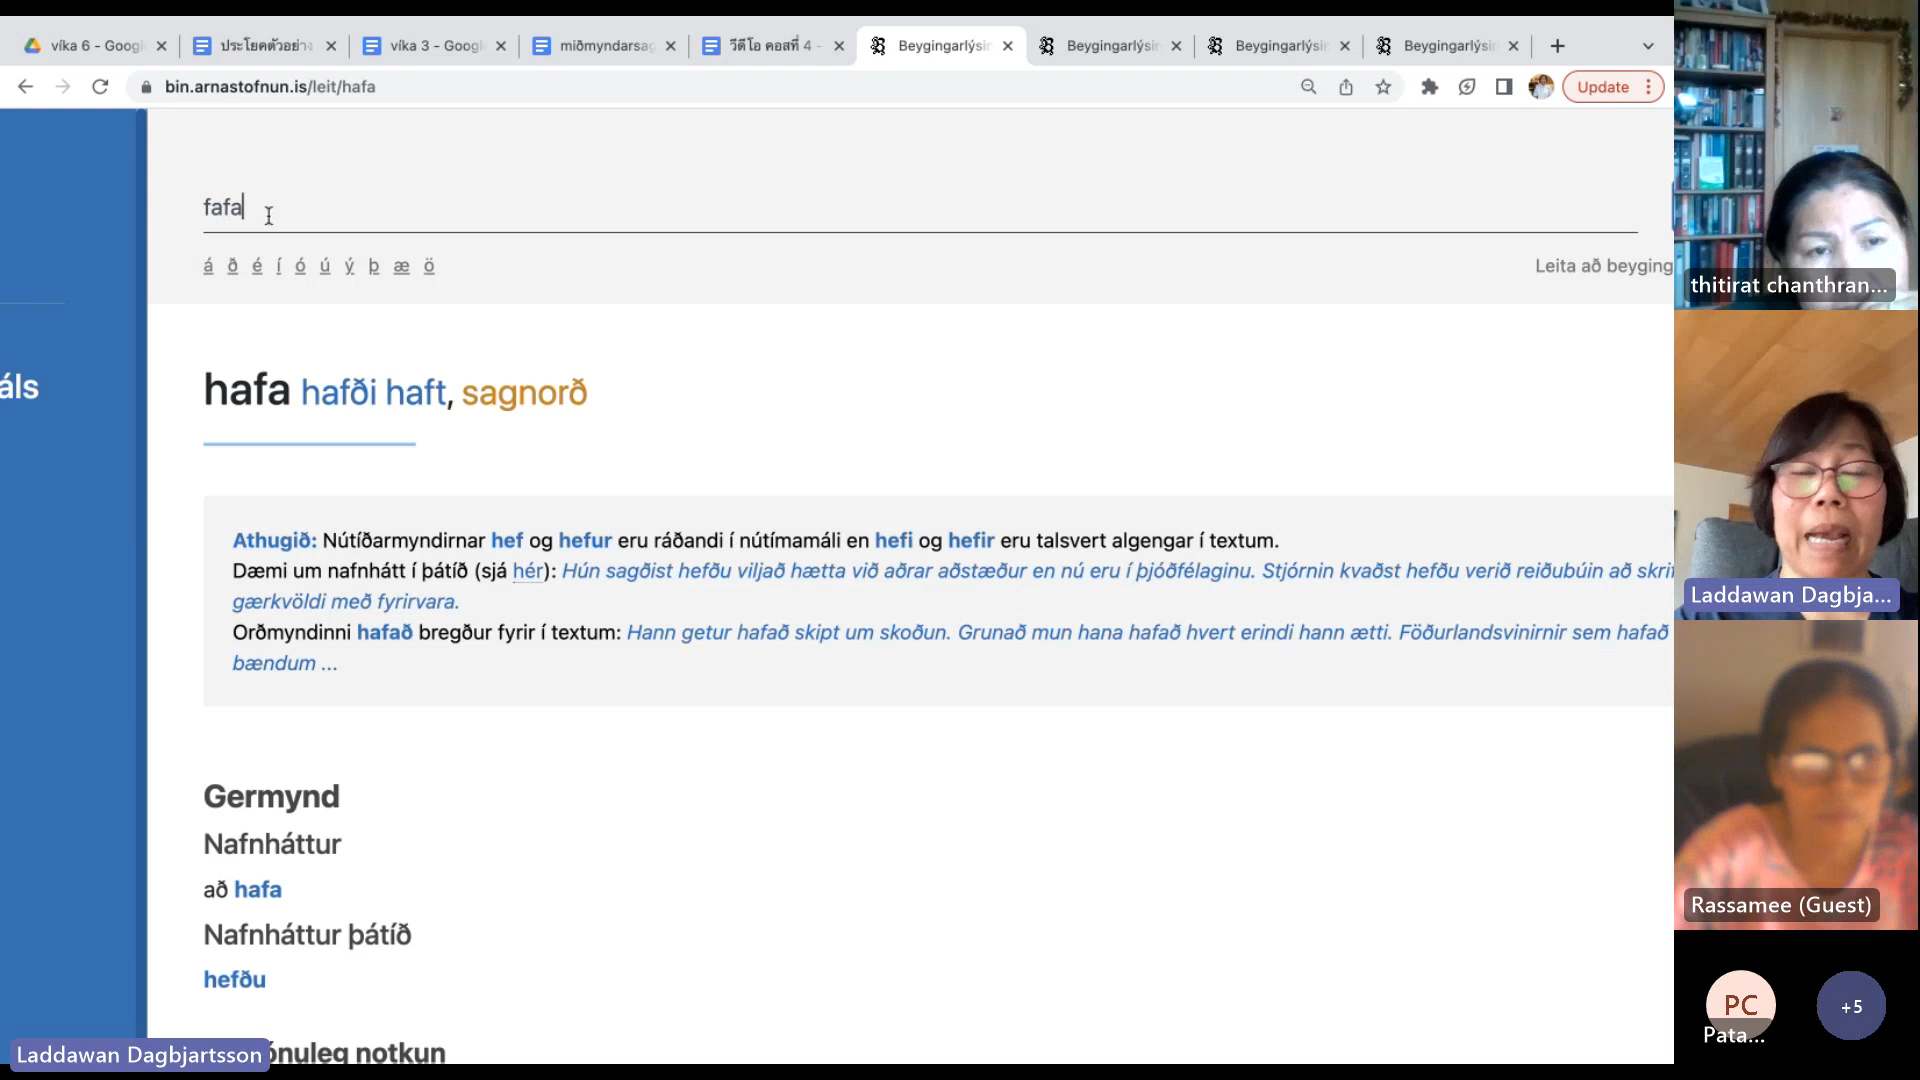 víka 6 - Googl
ประโยคตัวอย่าง
víka 3 - Googl
miðmyndarsag
วีดีโอ คอสที่ 4 -
Beygingarlýsin
Beygingarlýsin
Beygingarlýsin
Beygingarlýsin
bin.arnastofnun.is/leit/hafa
Update
fafa
á ð é í ó ú ý þ æ ö
Leita að beyging
áls
hafa hafði haft, sagnorð
Athugið: Nútíðarmyndirnar hef og hefur eru ráðandi í nútímamáli en hefi og hefir eru talsvert algengar í textum.
Dæmi um nafnhátt í þátíð (sjá hér): Hún sagðist hefðu viljað hætta við aðrar aðstæður en nú eru í þjóðfélaginu. Stjórnin kvaðst hefðu verið reiðubúin að skrif
gærkvöldi með fyrirvara.
Orðmyndinni hafað bregður fyrir í textum: Hann getur hafað skipt um skoðun. Grunað mun hana hafað hvert erindi hann ætti. Föðurlandsvinirnir sem hafað
bændum ...
Germynd
Nafnháttur
að hafa
Nafnháttur þátíð
hefðu
ónuleg notkun
Laddawan Dagbjartsson
thitirat chanthran...
Laddawan Dagbja...
Rassamee (Guest)
PC
Pata...
+5